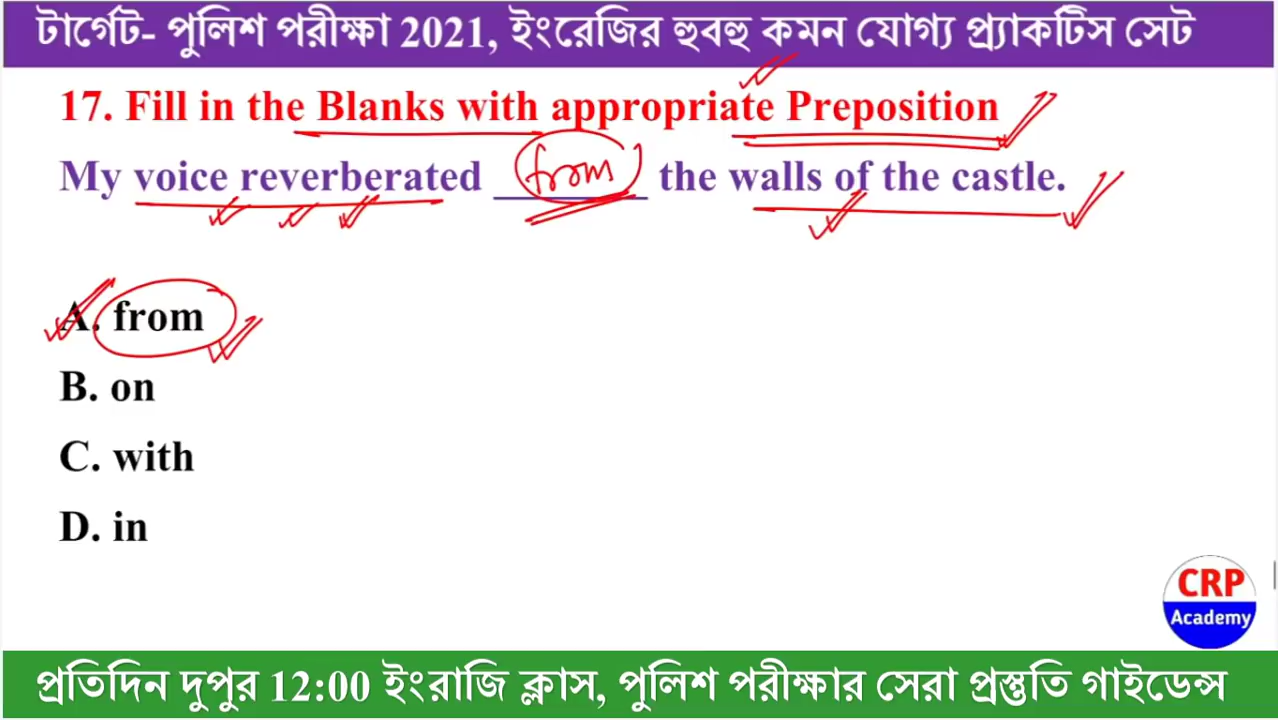 টার্গেট- পুলিশ পরীক্ষা 2021, ইংরেজির হুবহু কমন যোগ্য প্র্যাকটিস সেট
17. Fill in the Blanks with appropriate Preposition
My voice reverberated from the walls of the castle.
A. from
B. on
C. with
D. in
CRP
Academy
প্রতিদিন দুপুর 12:00 ইংরাজি ক্লাস, পুলিশ পরীক্ষার সেরা প্রস্তুতি গাইডেন্স